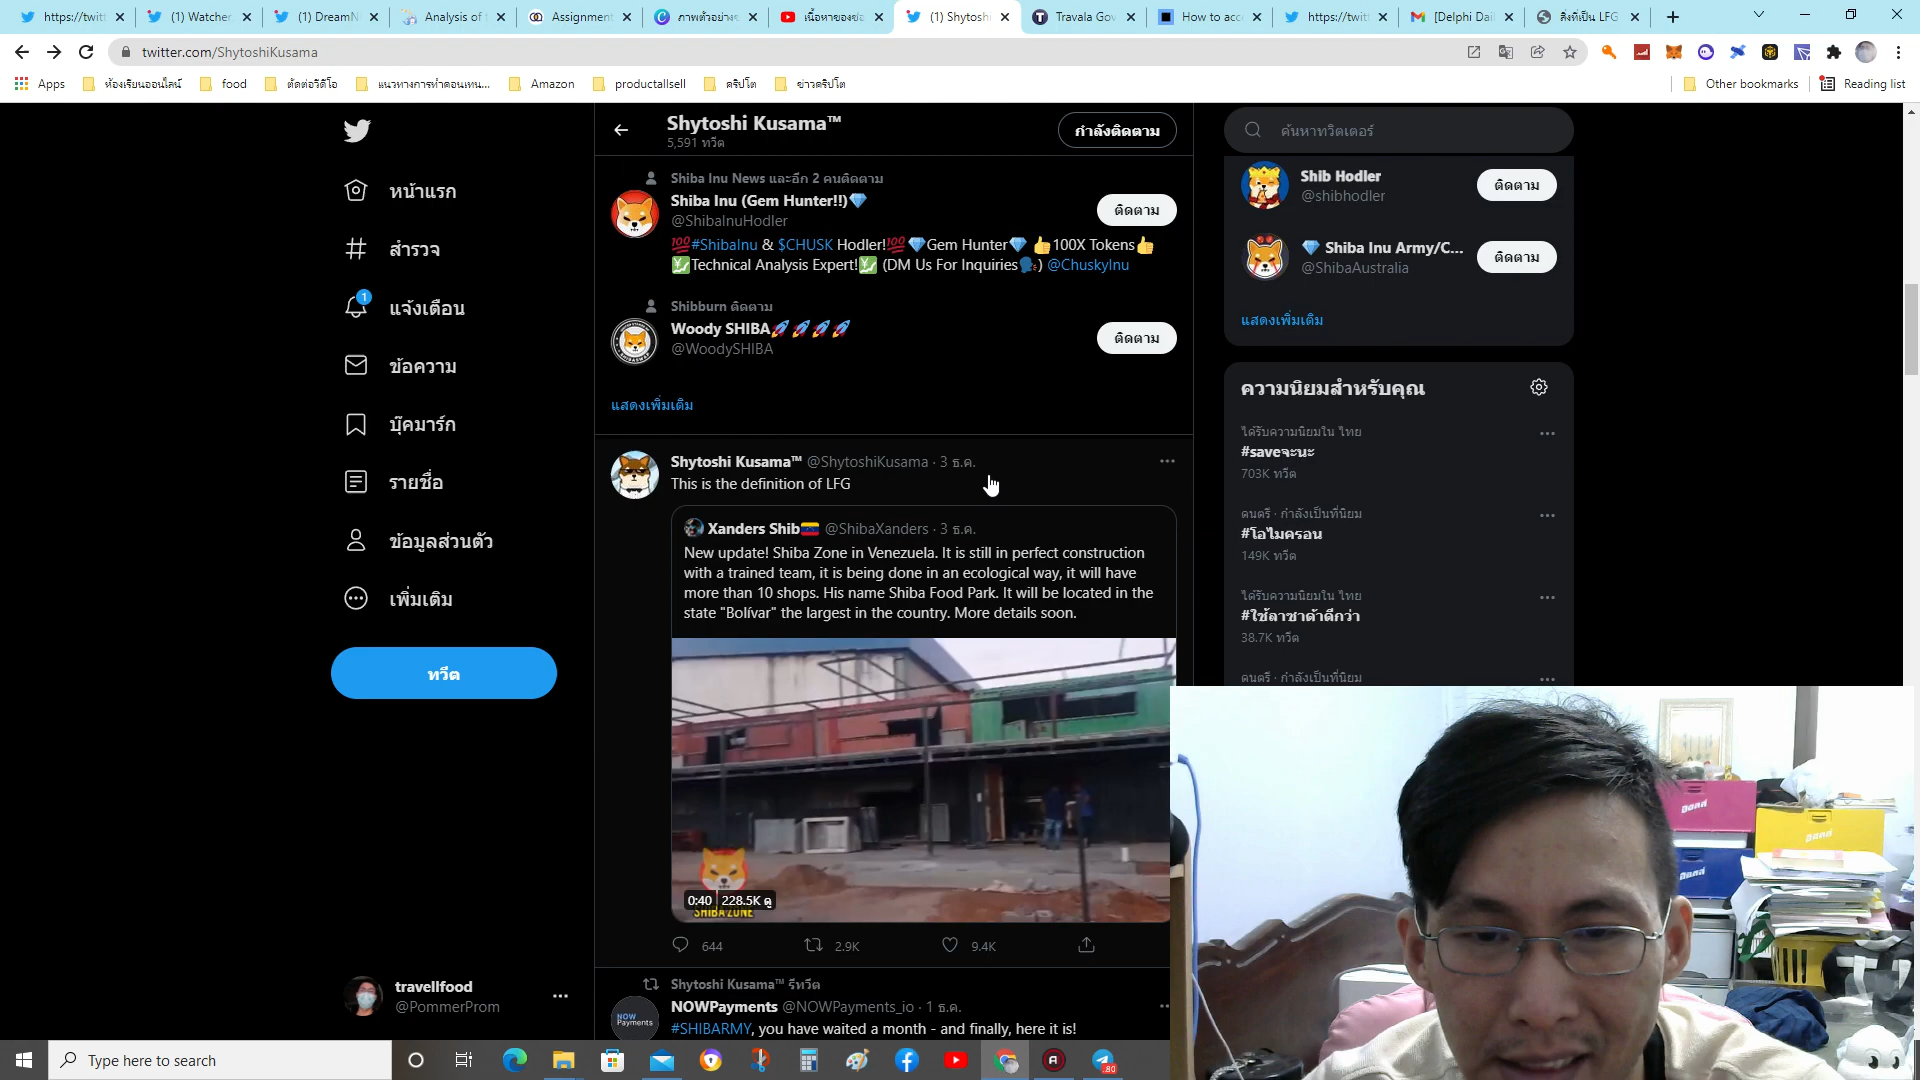 https://twitt
(1) Watcher.
(1) DreamN
Analysis of
Assignment
ภาพตัวอย่าง
เนื้อหาของข่อ
(1) Shytoshi
Travala Gov
How to acc
https://twitt
[Delphi Dai
สิ่งที่เป็น LFG
twitter.com/ShytoshiKusama
Apps
ห้องเรียนออนไลน์
food
ตัดต่อวิดีโอ
แนวทางการทำคอนเทน...
Amazon
productallsell
คริปโต
ข่าวคริปโต
Other bookmarks
Reading list
หน้าแรก
สำรวจ
1
แจ้งเตือน
ข้อความ
บุ๊คมาร์ก
รายชื่อ
ข้อมูลส่วนตัว
เพิ่มเติม
ทวีต
travellfood
@PommerProm
Shytoshi Kusama™
5,591 ทวีต
กำลังติดตาม
Shiba Inu News และอีก 2 คนติดตาม
Shiba Inu (Gem Hunter!!)💎
@ShibaInuHodler
ติดตาม
💯#ShibaInu & $CHUSK Hodler!💯💎Gem Hunter💎 👍100X Tokens👍
💹Technical Analysis Expert!💹 (DM Us For Inquiries🗣️) @ChuskyInu
Shibburn ติดตาม
Woody SHIBA🚀🚀🚀🚀
@WoodySHIBA
ติดตาม
แสดงเพิ่มเติม
Shytoshi Kusama™ @ShytoshiKusama · 3 ธ.ค.
This is the definition of LFG
Xanders Shib🇻🇪 @ShibaXanders · 3 ธ.ค.
New update! Shiba Zone in Venezuela. It is still in perfect construction
with a trained team, it is being done in an ecological way, it will have
more than 10 shops. His name Shiba Food Park. It will be located in the
state "Bolívar" the largest in the country. More details soon.
0:40 228.5K ดู
SHIBA ZONE
644
2.9K
9.4K
Shytoshi Kusama™ รีทวีต
NOWPayments @NOWPayments_io · 1 ธ.ค.
NOW
Payments
#SHIBARMY, you have waited a month - and finally, here it is!
ค้นหาทวิตเตอร์
Shib Hodler
@shibhodler
ติดตาม
💎 Shiba Inu Army/C...
@ShibaAustralia
ติดตาม
แสดงเพิ่มเติม
ความนิยมสำหรับคุณ
ได้รับความนิยมใน ไทย
#saveจะนะ
703K ทวีต
ดนตรี · กำลังเป็นที่นิยม
#โอไมครอน
149K ทวีต
ได้รับความนิยมใน ไทย
#ใช้ลาซาด้าดีกว่า
38.7K ทวีต
ดนตรี · กำลังเป็นที่นิยม
Type here to search
80